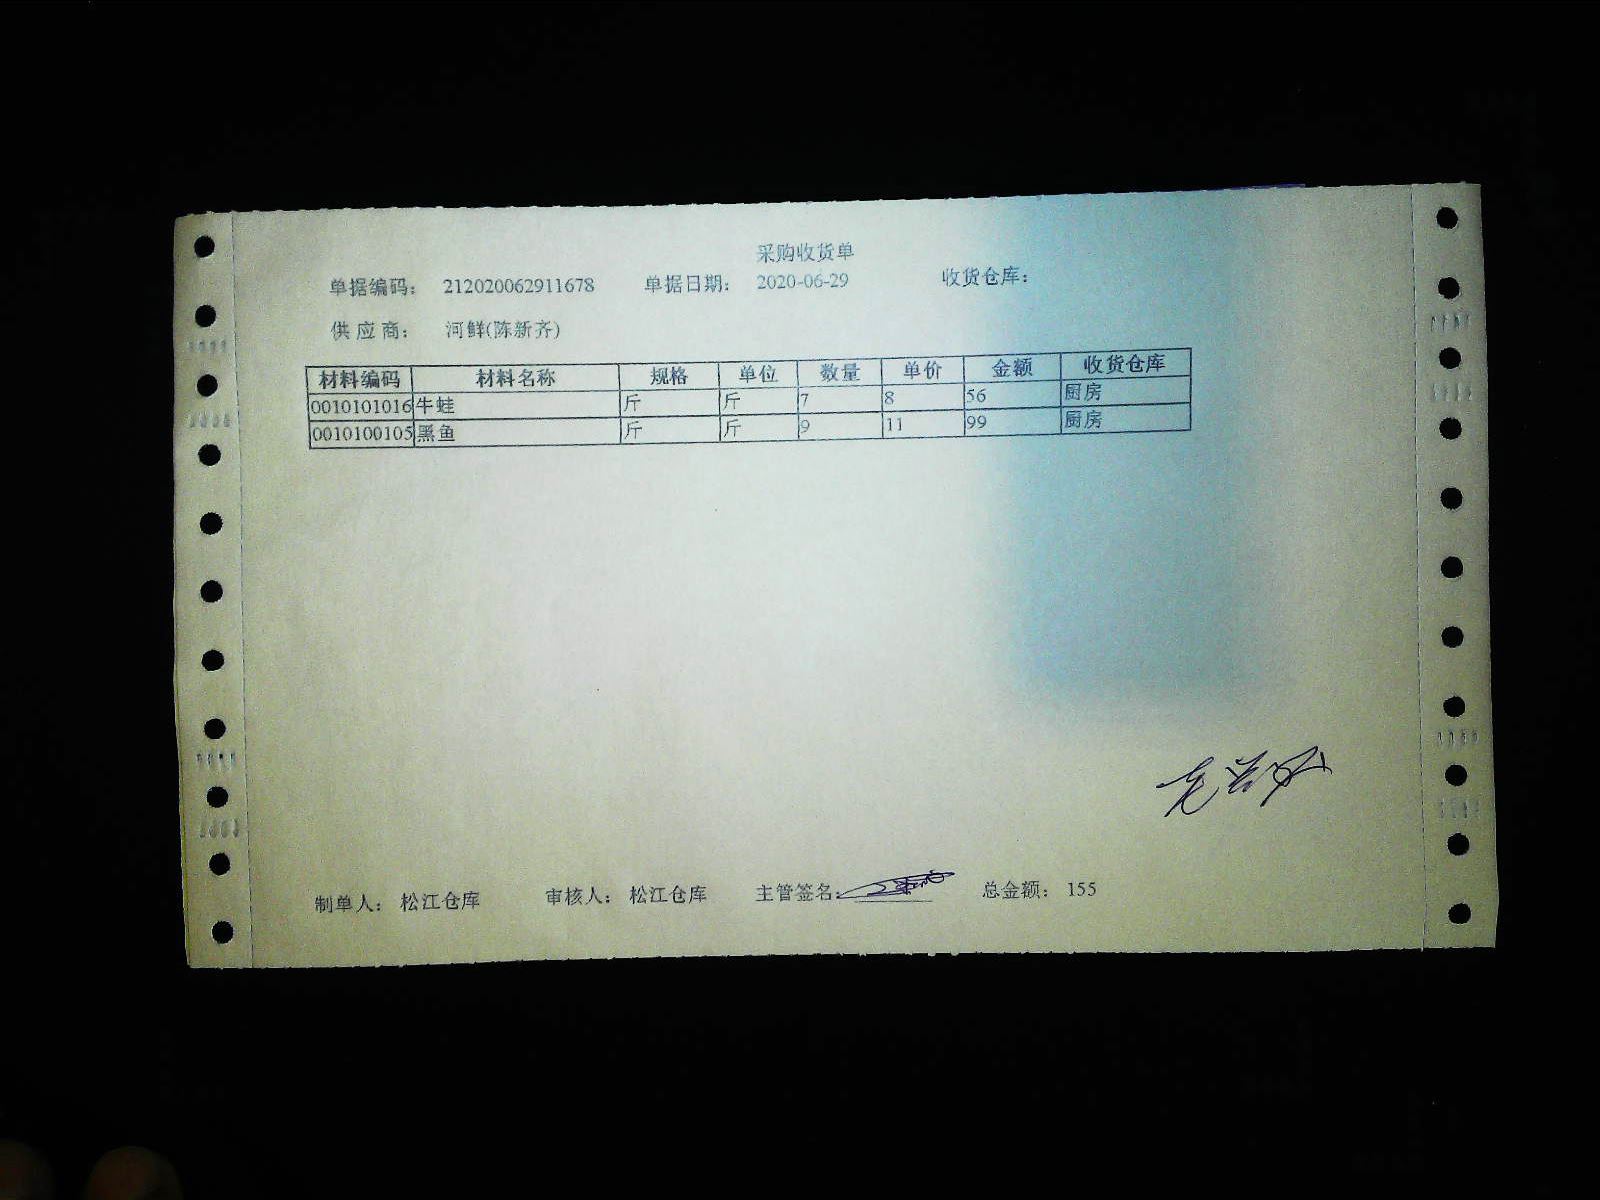 采购收货单
单据编码： 212020062911678 单据日期： 2020-06-29 收货仓库：
供应商： 河鲜(陈新齐)
材料编码 材料名称 规格 单位 数量 单价 金额 收货仓库
0010101016 牛蛙 斤 斤 7 8 56 厨房
0010100105 黑鱼 斤 斤 9 11 99 厨房
制单人： 松江仓库 审核人： 松江仓库 主管签名： 总金额： 155